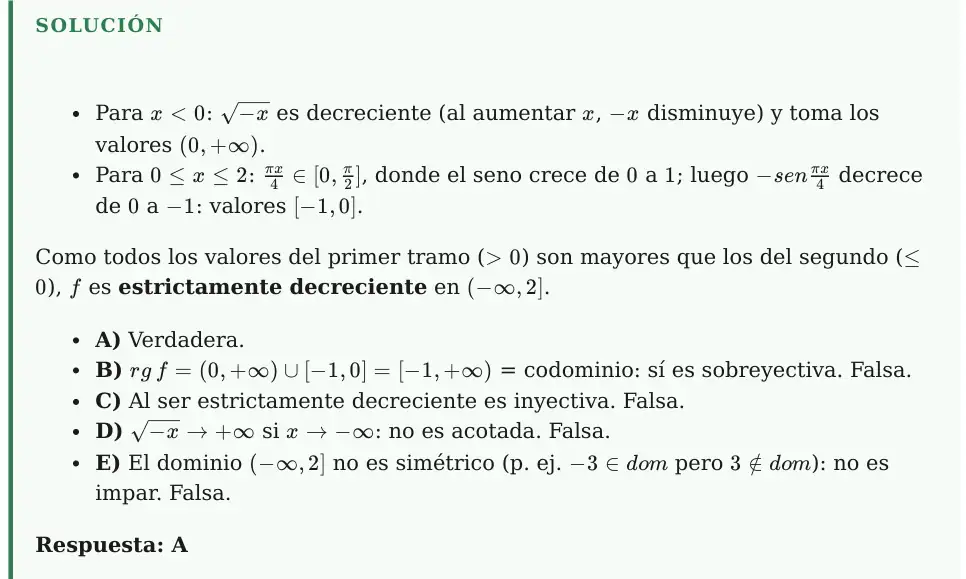 SOLUCIÓN
• Para x < 0: √−x es decreciente (al aumentar x, −x disminuye) y toma los
valores (0, +∞).
• Para 0 ≤ x ≤ 2: πx/4 ∈ [0, π/2], donde el seno crece de 0 a 1; luego −sen πx/4 decrece
de 0 a −1: valores [−1, 0].
Como todos los valores del primer tramo (> 0) son mayores que los del segundo (≤
0), f es estrictamente decreciente en (−∞, 2].
• A) Verdadera.
• B) rg f = (0, +∞) ∪ [−1, 0] = [−1, +∞) = codominio: sí es sobreyectiva. Falsa.
• C) Al ser estrictamente decreciente es inyectiva. Falsa.
• D) √−x → +∞ si x → −∞: no es acotada. Falsa.
• E) El dominio (−∞, 2] no es simétrico (p. ej. −3 ∈ dom pero 3 ∉ dom): no es
impar. Falsa.
Respuesta: A